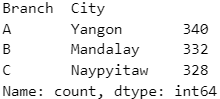 Branch  City
A       Yangon       340
B       Mandalay     332
C       Naypyitaw    328
Name: count, dtype: int64